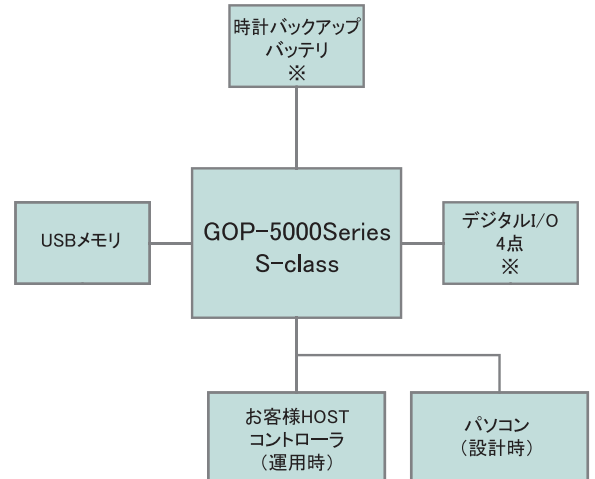 時計バックアップ
バッテリ
※
USBメモリ
GOP-5000Series
S-class
デジタルI/O
4点
※
お客様HOST
コントローラ
（運用時）
パソコン
（設計時）